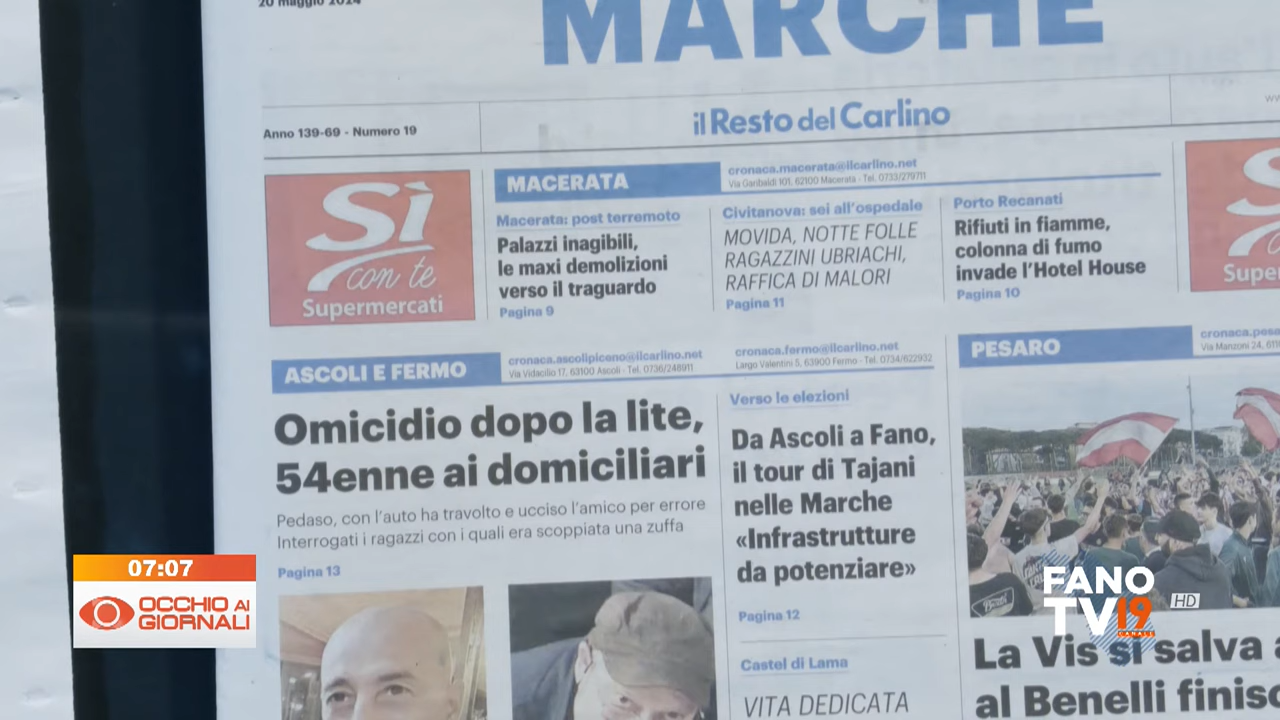 20 maggio 2024
MARCHE
Anno 139-69 - Numero 19
il Resto del Carlino
Sì
con te
Supermercati
MACERATA
cronaca.macerata@ilcarlino.net
Via Garibaldi 101, 62100 Macerata - Tel. 0733/279711
Macerata: post terremoto
Palazzi inagibili,
le maxi demolizioni
verso il traguardo
Pagina 9
Civitanova: sei all'ospedale
MOVIDA, NOTTE FOLLE
RAGAZZINI UBRIACHI,
RAFFICA DI MALORI
Pagina 11
Porto Recanati
Rifiuti in fiamme,
colonna di fumo
invade l'Hotel House
Pagina 10
ASCOLI E FERMO
cronaca.ascolipiceno@ilcarlino.net
Via Vidacilio 17, 63100 Ascoli - Tel. 0736/248911
cronaca.fermo@ilcarlino.net
Largo Valentini 5, 63900 Fermo - Tel. 0734/622932
Omicidio dopo la lite,
54enne ai domiciliari
Pedaso, con l'auto ha travolto e ucciso l'amico per errore
Interrogati i ragazzi con i quali era scoppiata una zuffa
Pagina 13
Verso le elezioni
Da Ascoli a Fano,
il tour di Tajani
nelle Marche
«Infrastrutture
da potenziare»
Pagina 12
Castel di Lama
VITA DEDICATA
PESARO
cronaca.pesa
Via Manzoni 24, 611
La Vis si salva a
al Benelli finisc
07:07
OCCHIO AI
GIORNALI
FANO
TV19
CANALE
HD